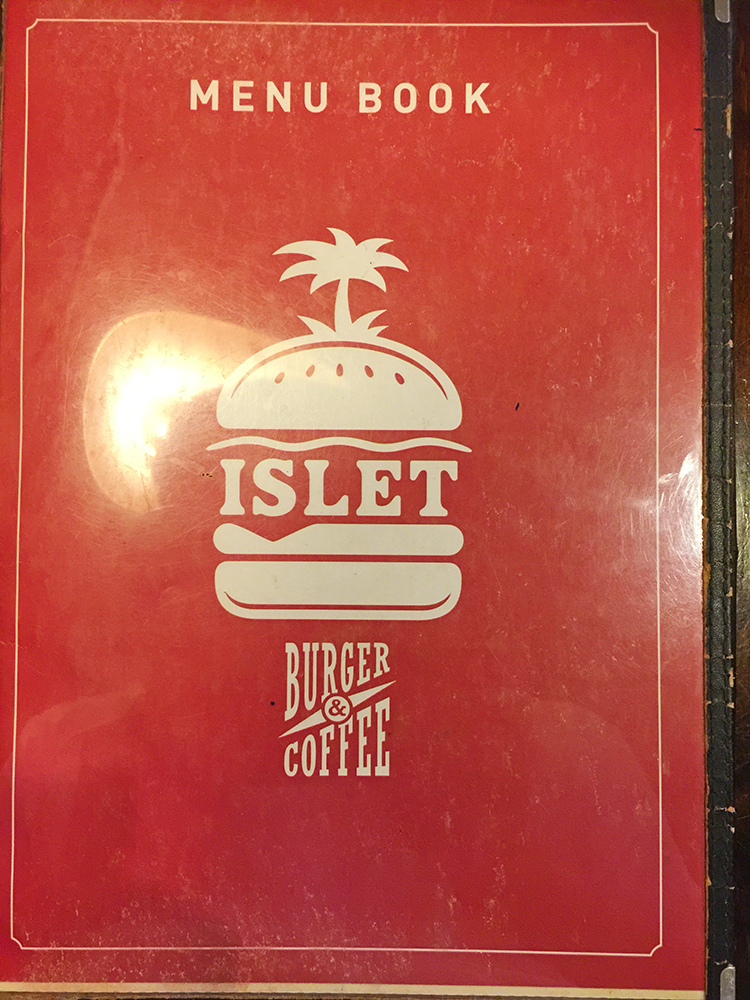 MENU BOOK
ISLET
BURGER
&
COFFEE